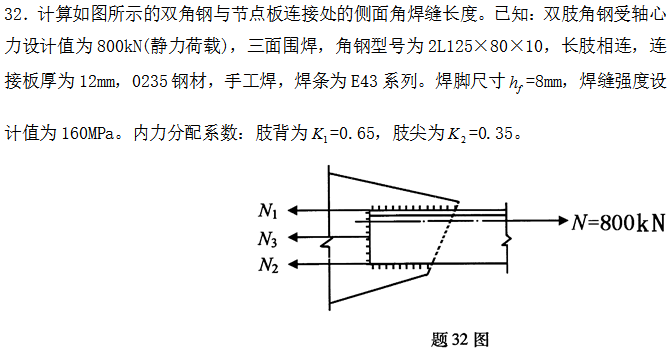 32．计算如图所示的双角钢与节点板连接处的侧面角焊缝长度。已知：双肢角钢受轴心
力设计值为800kN(静力荷载)，三面围焊，角钢型号为2L125×80×10，长肢相连，连
接板厚为12mm，0235钢材，手工焊，焊条为E43系列。焊脚尺寸h_f=8mm，焊缝强度设
计值为160MPa。内力分配系数：肢背为K₁=0.65，肢尖为K₂=0.35。
N₁
N=800kN
N₃
N₂
题32图